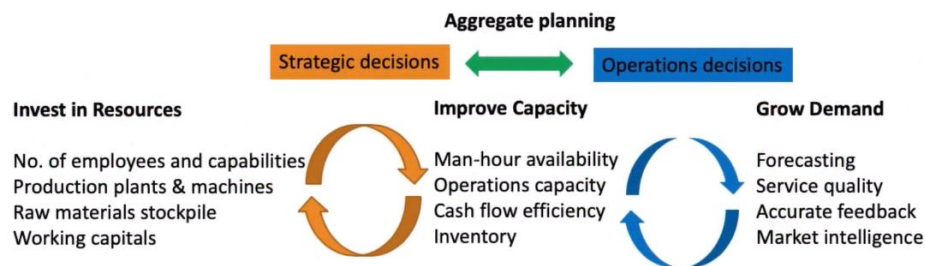 Aggregate planning
Strategic decisions
Operations decisions
Invest in Resources
No. of employees and capabilities
Production plants & machines
Raw materials stockpile
Working capitals
Improve Capacity
Man-hour availability
Operations capacity
Cash flow efficiency
Inventory
Grow Demand
Forecasting
Service quality
Accurate feedback
Market intelligence